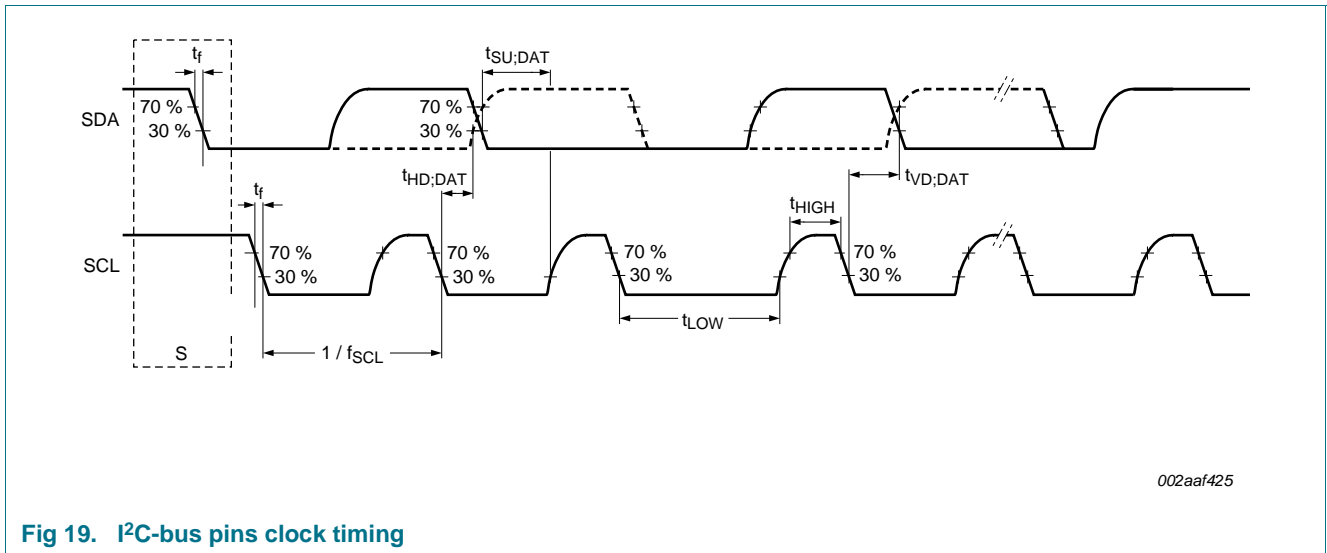 tf
tSU;DAT
70 %
30 %
SDA
70 %
30 %
tHD;DAT
tVD;DAT
tf
tHIGH
SCL
70 %
30 %
70 %
30 %
70 %
30 %
70 %
30 %
tLOW
S
1 / fSCL
002aaf425
Fig 19. I²C-bus pins clock timing